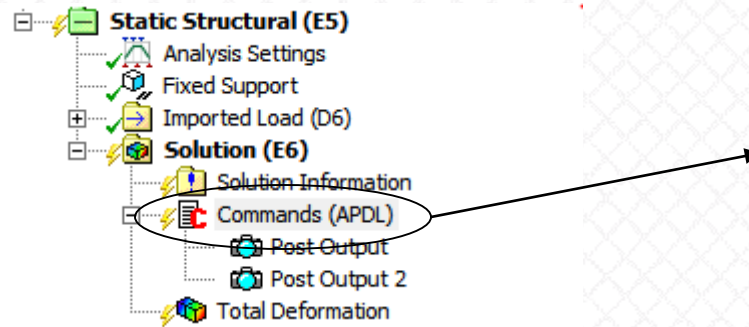 Static Structural (E5)
Analysis Settings
Fixed Support
Imported Load (D6)
Solution (E6)
Solution Information
Commands (APDL)
Post Output
Post Output 2
Total Deformation